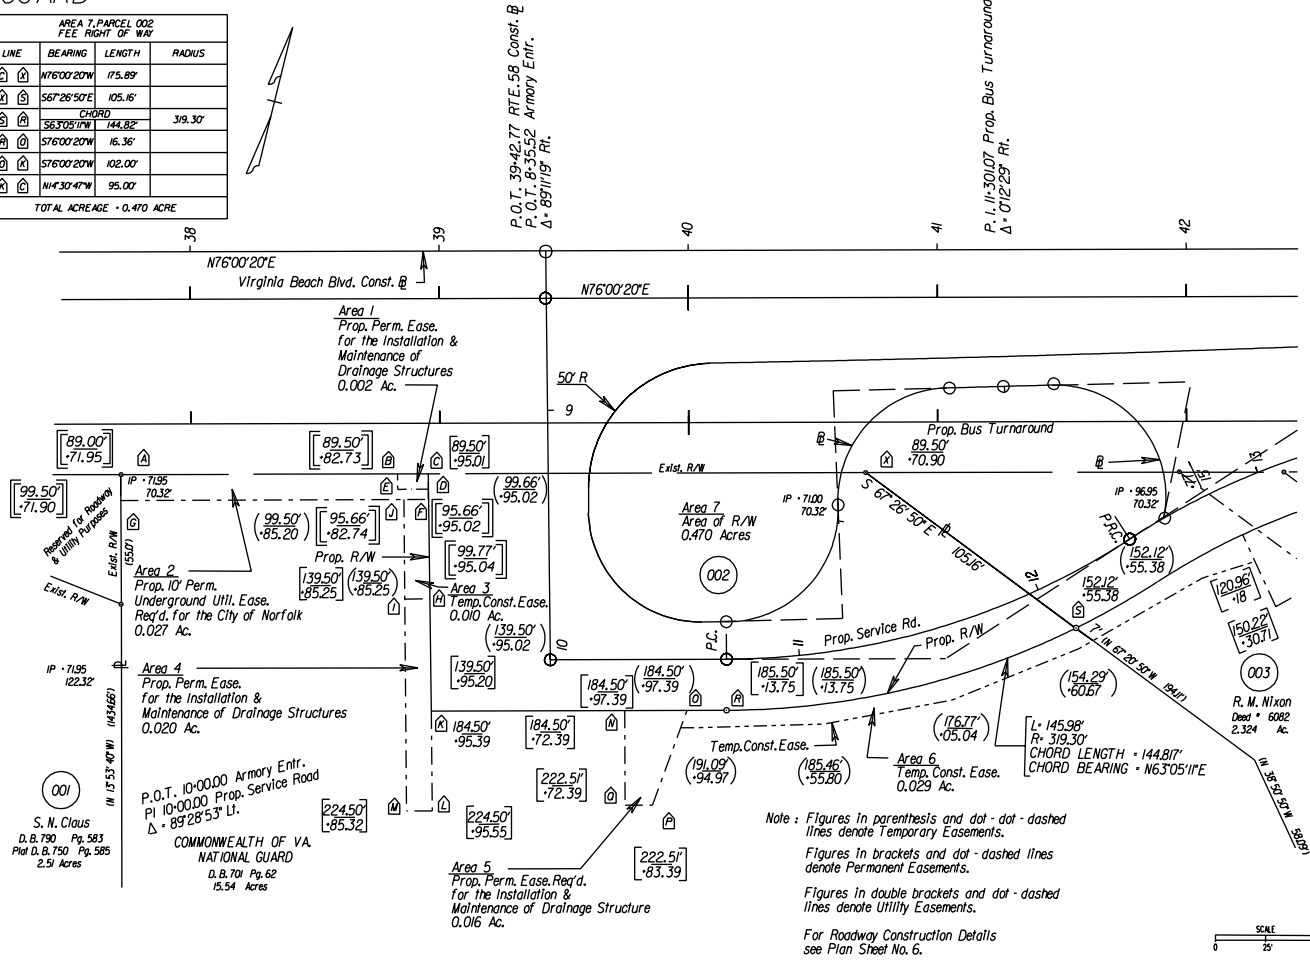 AREA 7, PARCEL 002
FEE RIGHT OF WAY
LINE BEARING LENGTH RADIUS
C X N76°00'20"W 175.89'
X S S67°26'50"E 105.16'
S R CHORD S63°05'11"W 144.82' 319.30'
R O S76°00'20"W 16.36'
O K S76°00'20"W 102.00'
K C N14°30'47"W 95.00'
TOTAL ACREAGE = 0.470 ACRE
P.O.T. 39+42.77 RTE.58 Const. ℄
P.O.T. 8+35.52 Armory Entr.
Δ = 89°11'19" Rt.
P.I. 11+301.07 Prop. Bus Turnaround
Δ = 0°12'29" Rt.
38
39
40
41
42
N76°00'20"E
Virginia Beach Blvd. Const. ℄
N76°00'20"E
Area 1
Prop. Perm. Ease.
for the Installation &
Maintenance of
Drainage Structures
0.002 Ac.
50' R
9
Prop. Bus Turnaround
[[89.00'
+71.95]]
A
[[89.50'
+82.73]]
B
C
[89.50'
+95.01]
89.50'
+70.90
X
Exist. R/W
[[99.50'
+71.90]]
IP +71.95
70.32'
E
D
(99.66'
+95.02)
IP +71.00
70.32'
IP +96.95
70.32'
Reserved for Roadway
& Utility Purposes
G
(55.01')
Exist. R/W
Exist. R/W
(99.50'
+85.20)
[95.66'
+82.74]
J
F
[95.66'
+95.02]
Prop. R/W
[[99.77'
+95.04]]
Area 7
Area of R/W
0.470 Acres
002
S 67°26'50"E
105.16'
P.R.C.
12
13
(152.12'
+55.38)
152.12'
+55.38
Area 2
Prop. 10' Perm.
Underground Util. Ease.
Req'd. for the City of Norfolk
0.027 Ac.
[139.50'
+85.25]
(139.50'
+85.25)
I
H
Area 3
Temp.Const.Ease.
0.010 Ac.
(139.50'
+95.02)
10
P.C.
11
Prop. Service Rd.
Prop. R/W
S
7'
[120.96'
+18
[150.22'
+30.71]
003
R. M. Nixon
Deed # 6082
2.324 Ac.
IP +71.95
122.32'
Area 4
Prop. Perm. Ease.
for the Installation &
Maintenance of Drainage Structures
0.020 Ac.
[139.50'
+95.20]
[184.50'
+97.39]
(184.50'
+97.39)
O
R
[185.50'
+13.75]
(185.50'
+13.75)
(N 67°20'50"W
(94.11')
(154.29'
+60.67)
K
184.50'
+95.39
[184.50'
+72.39]
N
(176.77'
+05.04)
L= 145.98'
R= 319.30'
CHORD LENGTH = 144.817'
CHORD BEARING = N63°05'11"E
(N 13°53'40"W) (1434.66')
Temp.Const.Ease.
(191.09'
+94.97)
(185.46'
+55.80)
Area 6
Temp.Const. Ease.
0.029 Ac.
(N 38°50'50"W 58.09')
001
S. N. Claus
D. B. 790 Pg. 583
Plat D. B. 750 Pg. 585
2.51 Acres
P.O.T. 10+00.00 Armory Entr.
PI 10+00.00 Prop. Service Road
Δ = 89°28'53" Lt.
COMMONWEALTH OF VA.
NATIONAL GUARD
D. B. 701 Pg. 62
15.54 Acres
[224.50'
+85.32]
M
L
[224.50'
+95.55]
[222.51'
+72.39]
Q
P
[222.51'
+83.39]
Area 5
Prop. Perm. Ease. Req'd.
for the Installation &
Maintenance of Drainage Structure
0.016 Ac.
Note : Figures in parenthesis and dot - dot - dashed
lines denote Temporary Easements.
Figures in brackets and dot - dashed lines
denote Permanent Easements.
Figures in double brackets and dot - dashed
lines denote Utility Easements.
For Roadway Construction Details
see Plan Sheet No. 6.
SCALE
0 25'